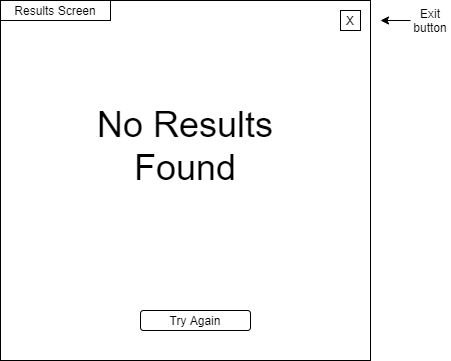 Results Screen
X
Exit
button
No Results
Found
Try Again